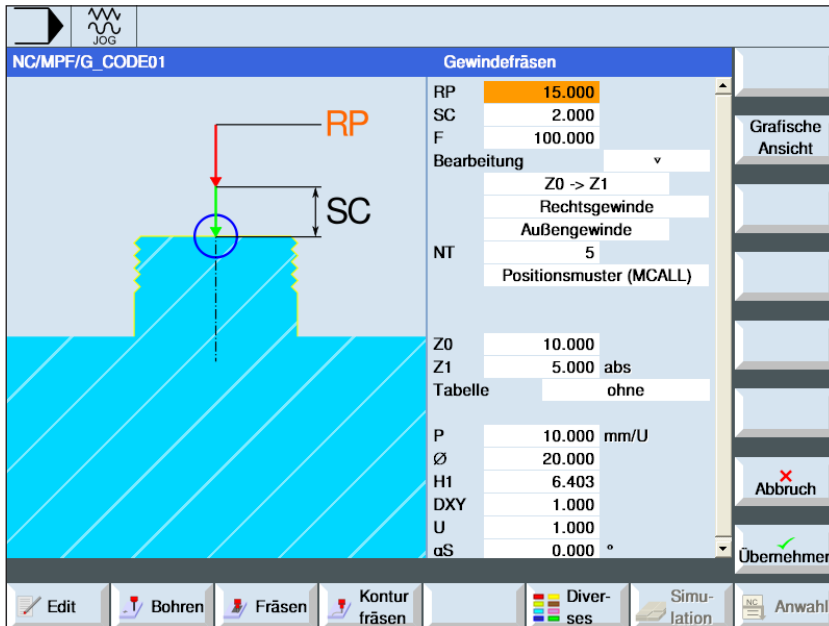 JOG
NC/MPF/G_CODE01
Gewindefräsen
RP
SC
RP 15.000
SC 2.000
F 100.000
Bearbeitung ▿
Z0 -> Z1
Rechtsgewinde
Außengewinde
NT 5
Positionsmuster (MCALL)
Z0 10.000
Z1 5.000 abs
Tabelle ohne
P 10.000 mm/U
Ø 20.000
H1 6.403
DXY 1.000
U 1.000
αS 0.000 °
Grafische
Ansicht
Abbruch
Übernehmen
Edit
Bohren
Fräsen
Kontur
fräsen
Diver-
ses
Simu-
lation
NC
Anwahl